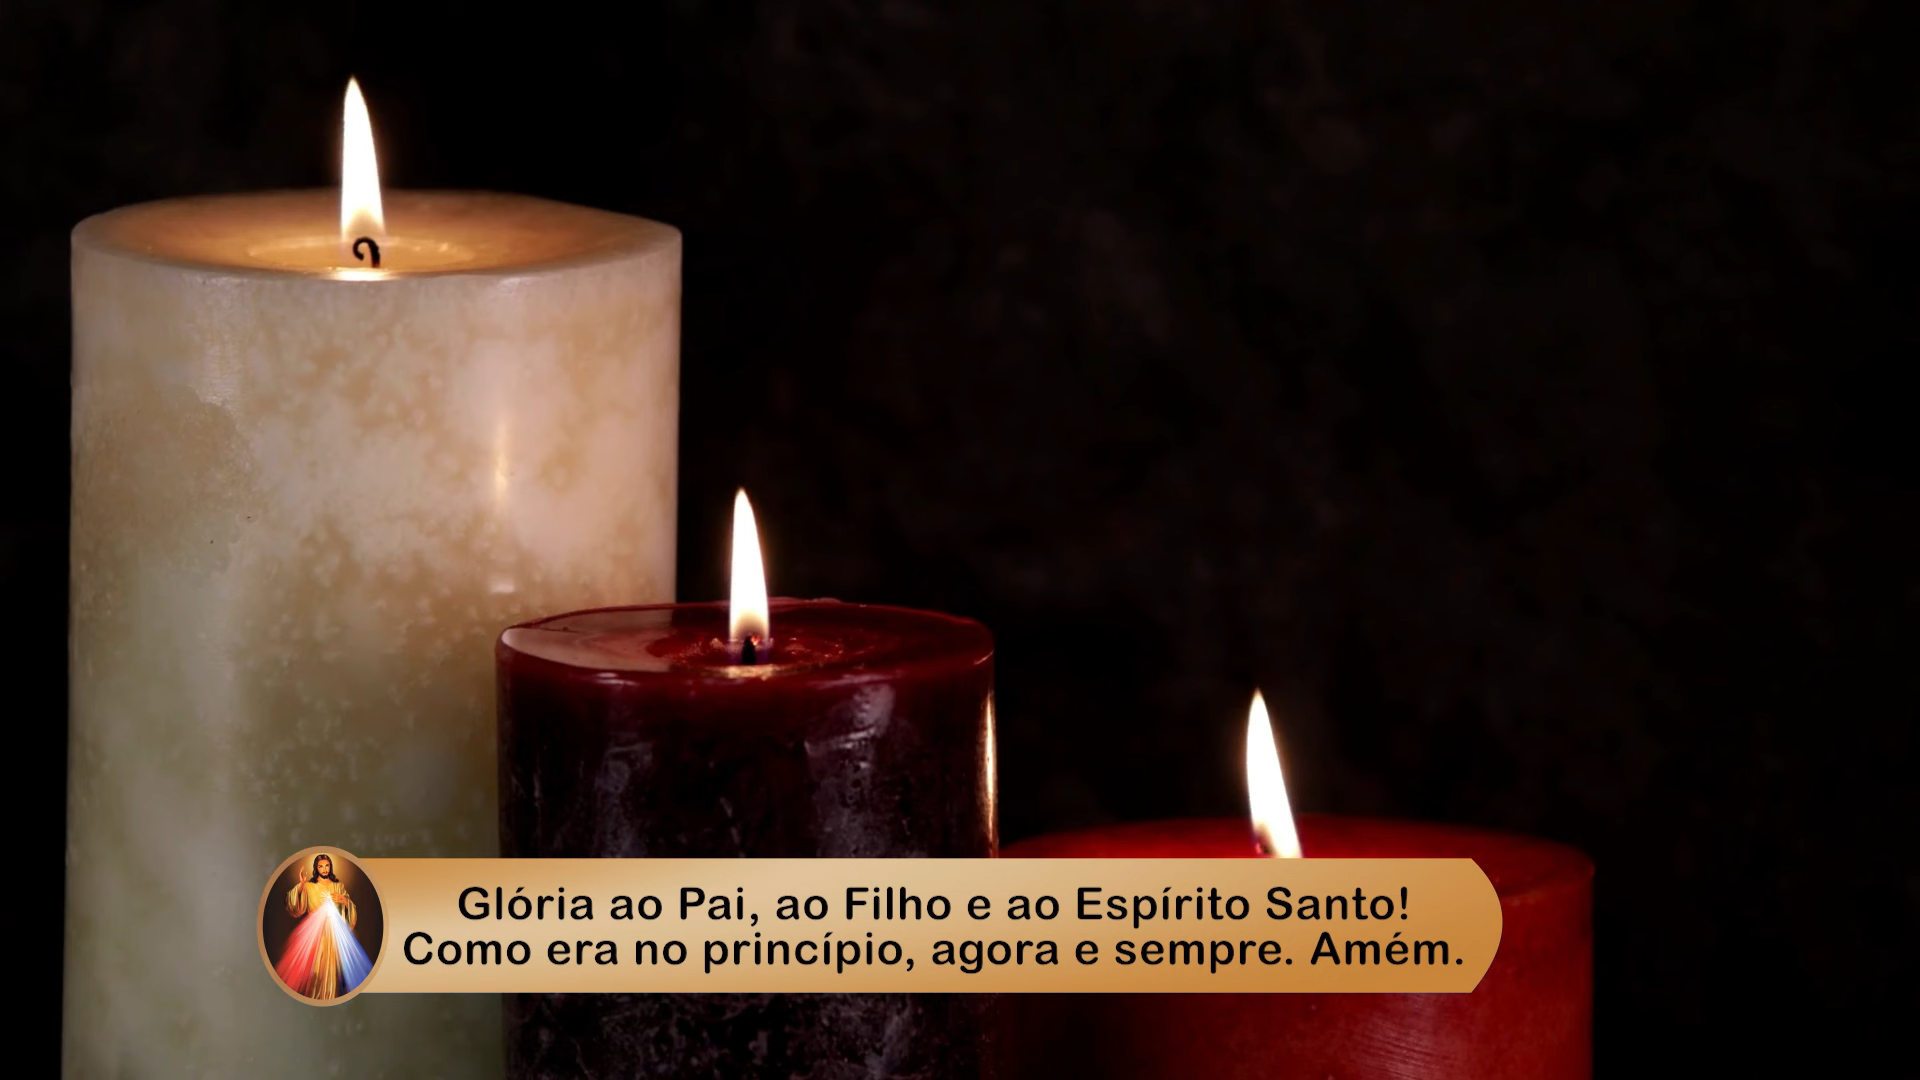 Glória ao Pai, ao Filho e ao Espírito Santo!
Como era no princípio, agora e sempre. Amém.